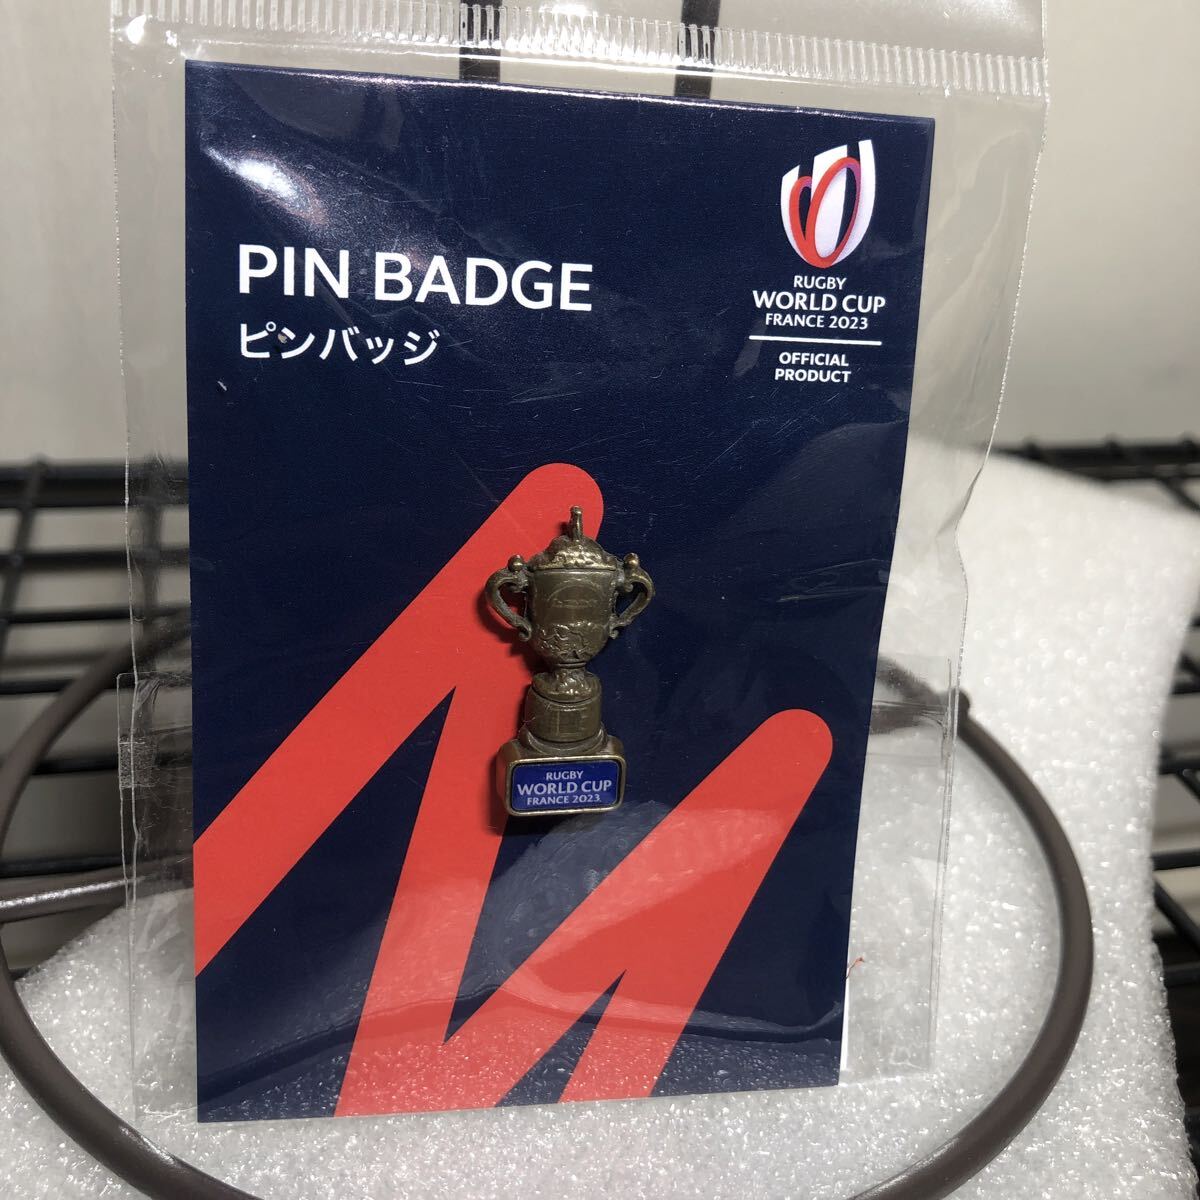 PIN BADGE
ピンバッジ
RUGBY
WORLD CUP
FRANCE 2023
OFFICIAL
PRODUCT
RUGBY
WORLD CUP
FRANCE 2023